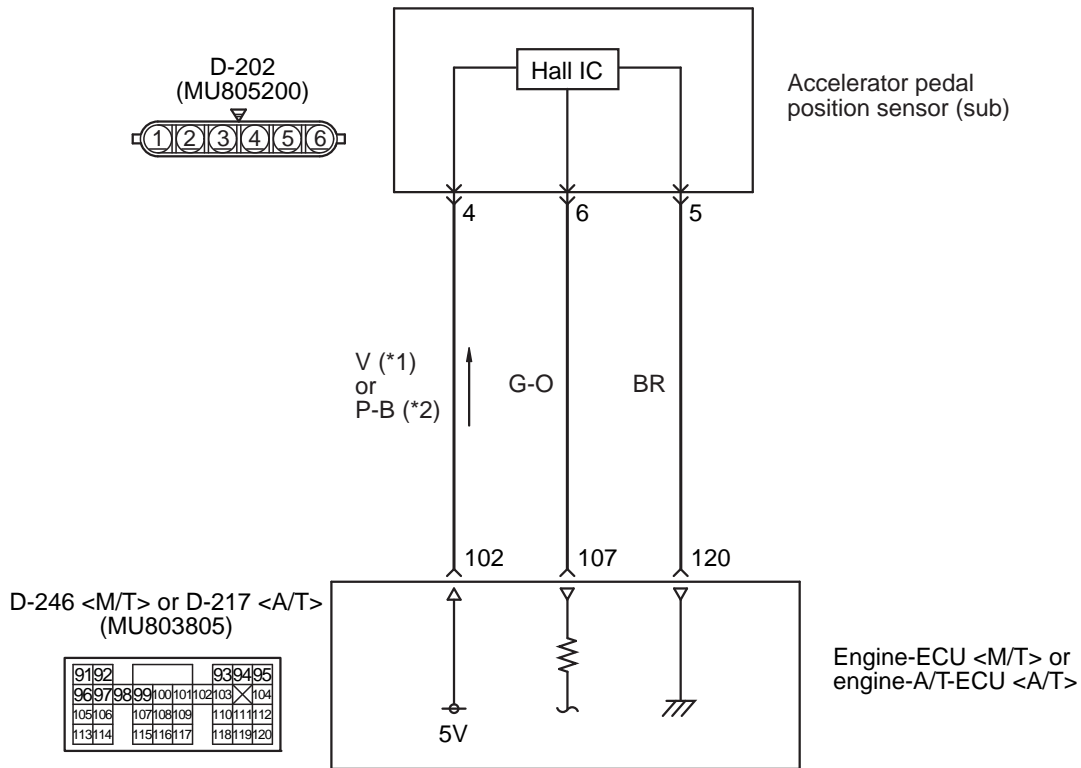 D-202
(MU805200)
1 2 3 4 5 6
Hall IC
Accelerator pedal
position sensor (sub)
4 6 5
V (*1)
or
P-B (*2)
G-O
BR
102 107 120
D-246 <M/T> or D-217 <A/T>
(MU803805)
91 92 93 94 95
96 97 98 99 100 101 102 103 104
105 106 107 108 109 110 111 112
113 114 115 116 117 118 119 120
5V
Engine-ECU <M/T> or
engine-A/T-ECU <A/T>